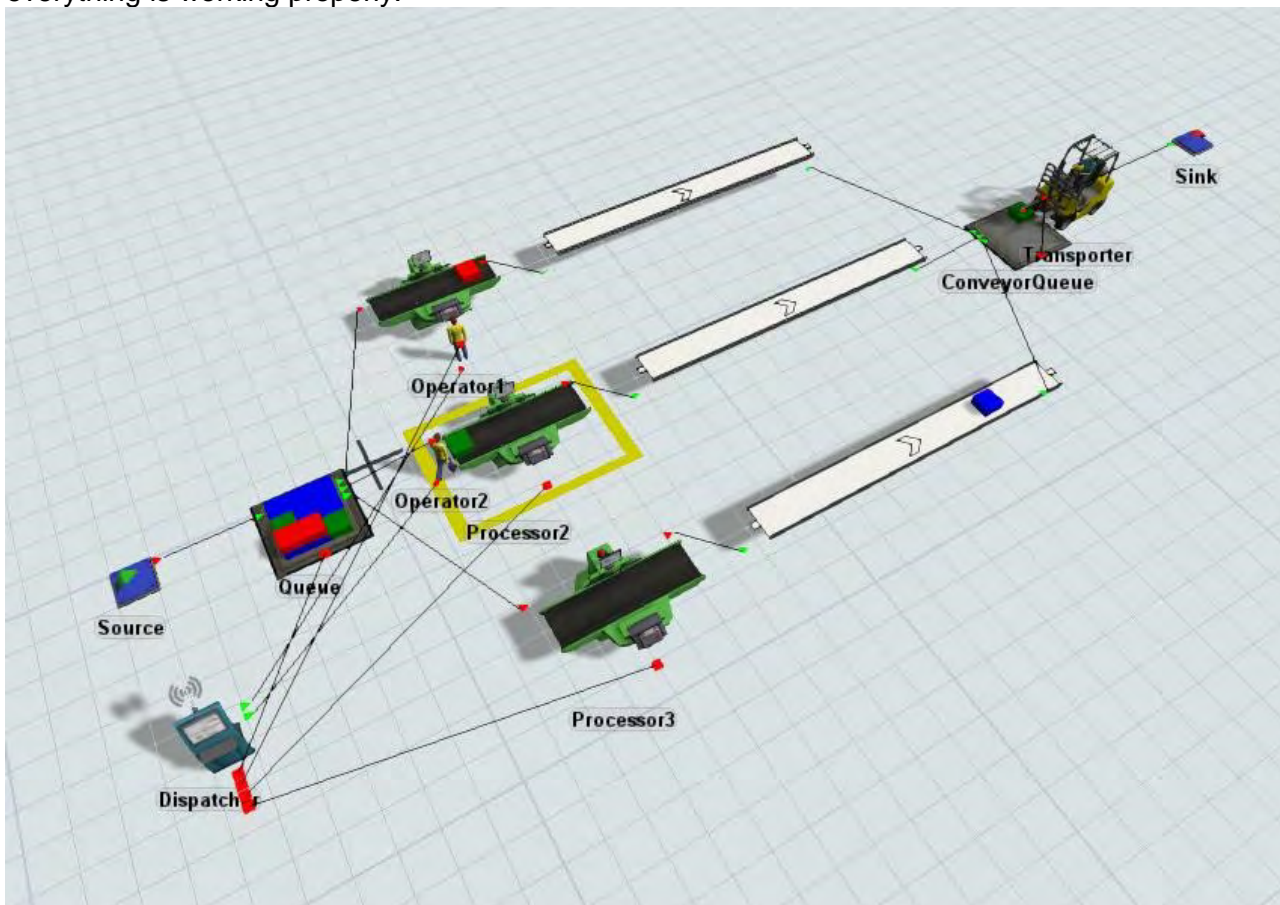 everything is working properly.
Sink
Transporter
ConveyorQueue
Operator1
Operator2
Processor2
Queue
Source
Processor3
Dispatcher